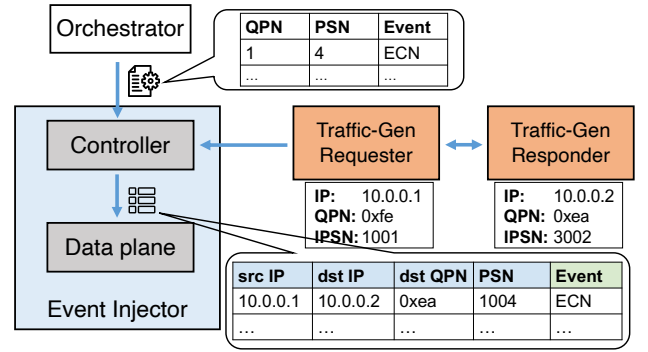 Orchestrator
QPN PSN Event
1 4 ECN
... ... ...
Controller
Traffic-Gen
Requester
Traffic-Gen
Responder
IP: 10.0.0.1
QPN: 0xfe
IPSN: 1001
IP: 10.0.0.2
QPN: 0xea
IPSN: 3002
Data plane
src IP dst IP dst QPN PSN Event
10.0.0.1 10.0.0.2 0xea 1004 ECN
... ... ... ... ...
Event Injector